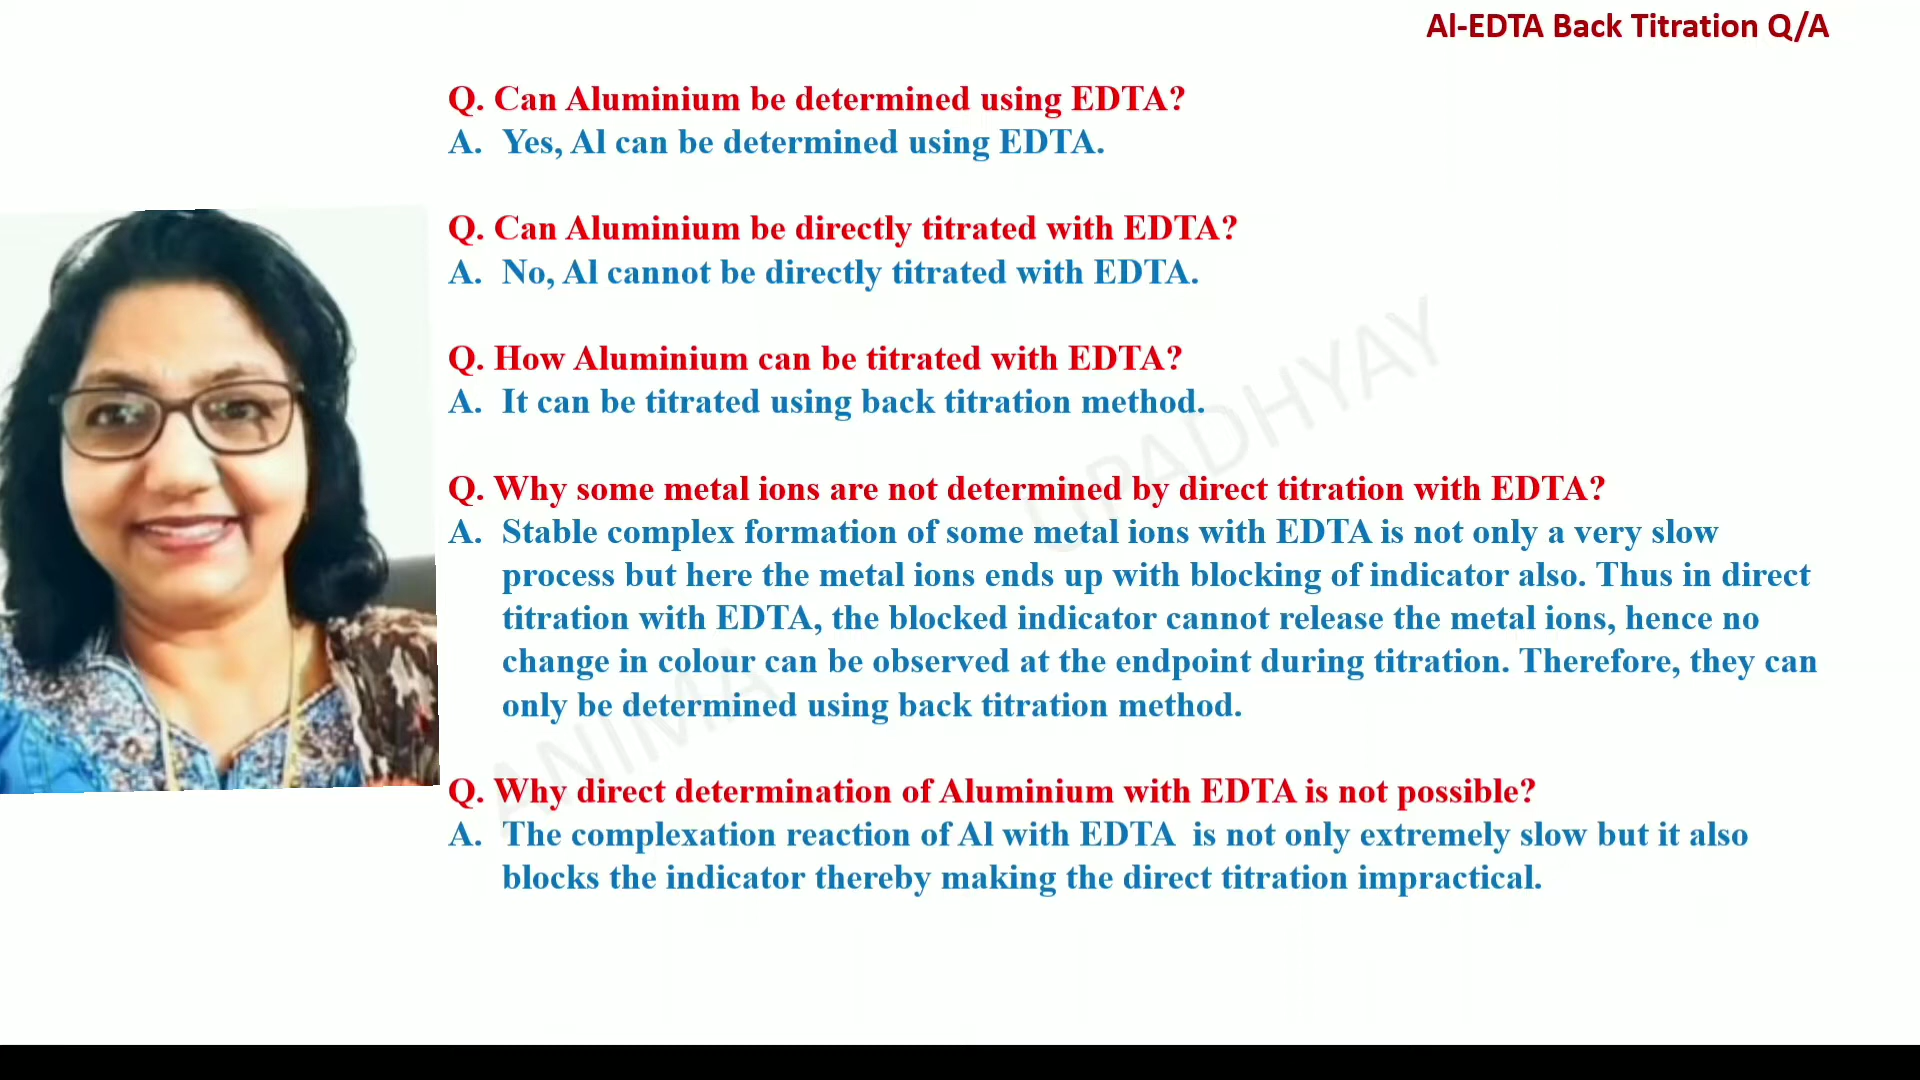 Al-EDTA Back Titration Q/A
Q. Can Aluminium be determined using EDTA?
A. Yes, Al can be determined using EDTA.
Q. Can Aluminium be directly titrated with EDTA?
A. No, Al cannot be directly titrated with EDTA.
Q. How Aluminium can be titrated with EDTA?
A. It can be titrated using back titration method.
Q. Why some metal ions are not determined by direct titration with EDTA?
A. Stable complex formation of some metal ions with EDTA is not only a very slow
process but here the metal ions ends up with blocking of indicator also. Thus in direct
titration with EDTA, the blocked indicator cannot release the metal ions, hence no
change in colour can be observed at the endpoint during titration. Therefore, they can
only be determined using back titration method.
Q. Why direct determination of Aluminium with EDTA is not possible?
A. The complexation reaction of Al with EDTA is not only extremely slow but it also
blocks the indicator thereby making the direct titration impractical.
ANIMA UPADHYAY